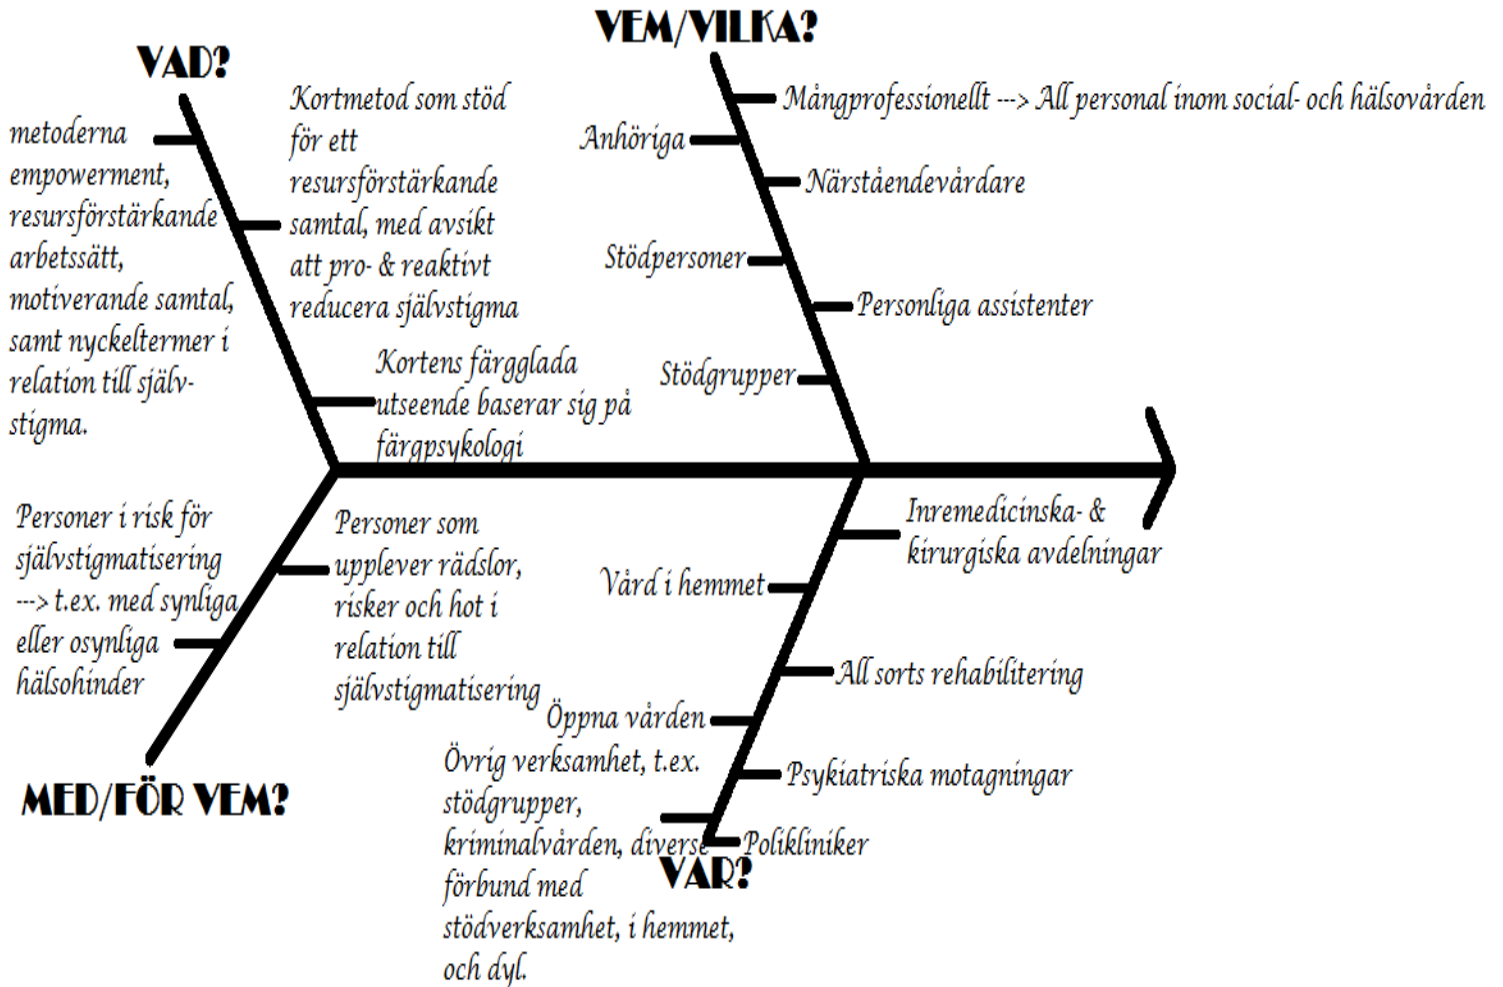 VAD?
metoderna
empowerment,
resursförstärkande
arbetssätt,
motiverande samtal,
samt nyckeltermer i
relation till själv-
stigma.
Kortmetod som stöd
för ett
resursförstärkande
samtal, med avsikt
att pro- & reaktivt
reducera självstigma
Kortens färgglada
utseende baserar sig på
färgpsykologi
VEM/VILKA?
Mångprofessionellt ---> All personal inom social- och hälsovården
Anhöriga
Närståendevårdare
Stödpersoner
Personliga assistenter
Stödgrupper
Personer i risk för
självstigmatisering
---> t.ex. med synliga
eller osynliga
hälsohinder
Personer som
upplever rädslor,
risker och hot i
relation till
självstigmatisering
MED/FÖR VEM?
Inremedicinska- &
kirurgiska avdelningar
Vård i hemmet
All sorts rehabilitering
Öppna vården
Psykiatriska motagningar
Övrig verksamhet, t.ex.
stödgrupper,
kriminalvården, diverse
förbund med
stödverksamhet, i hemmet,
och dyl.
Polikliniker
VAR?